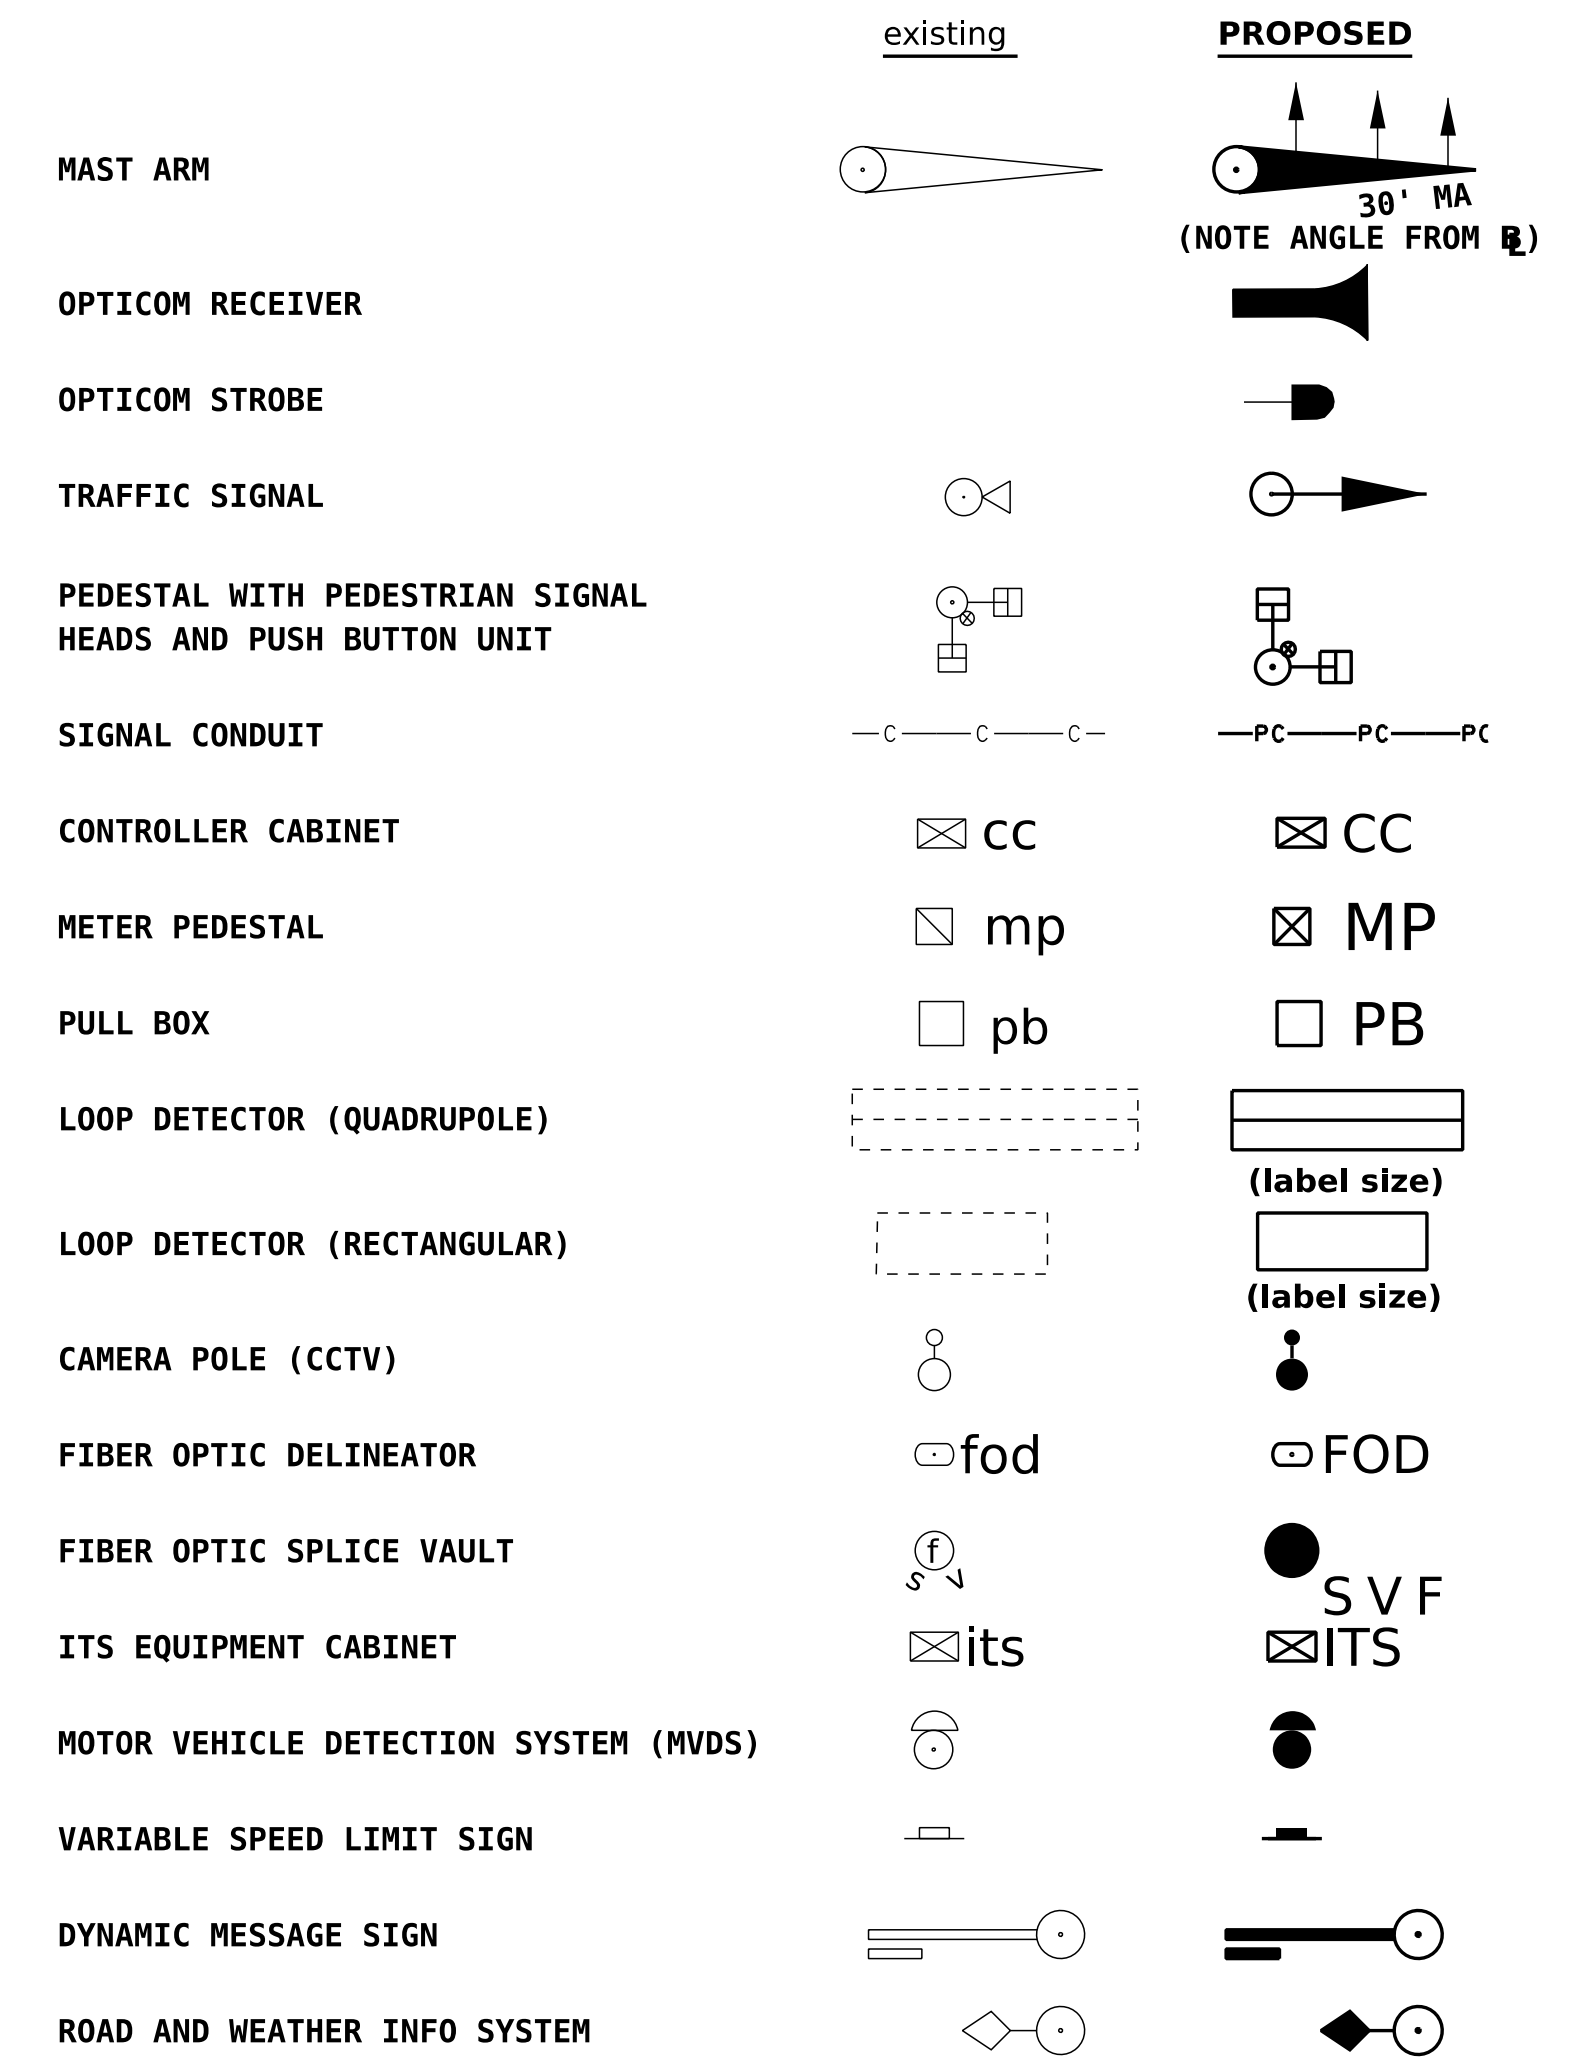 existing PROPOSED
MAST ARM
30' MA
(NOTE ANGLE FROM BL)
OPTICOM RECEIVER
OPTICOM STROBE
TRAFFIC SIGNAL
PEDESTAL WITH PEDESTRIAN SIGNAL
HEADS AND PUSH BUTTON UNIT
SIGNAL CONDUIT C C C PC PC PC
CONTROLLER CABINET cc CC
METER PEDESTAL mp MP
PULL BOX pb PB
LOOP DETECTOR (QUADRUPOLE)
(label size)
LOOP DETECTOR (RECTANGULAR)
(label size)
CAMERA POLE (CCTV)
FIBER OPTIC DELINEATOR fod FOD
FIBER OPTIC SPLICE VAULT f
s v S V F
ITS EQUIPMENT CABINET its ITS
MOTOR VEHICLE DETECTION SYSTEM (MVDS)
VARIABLE SPEED LIMIT SIGN
DYNAMIC MESSAGE SIGN
ROAD AND WEATHER INFO SYSTEM